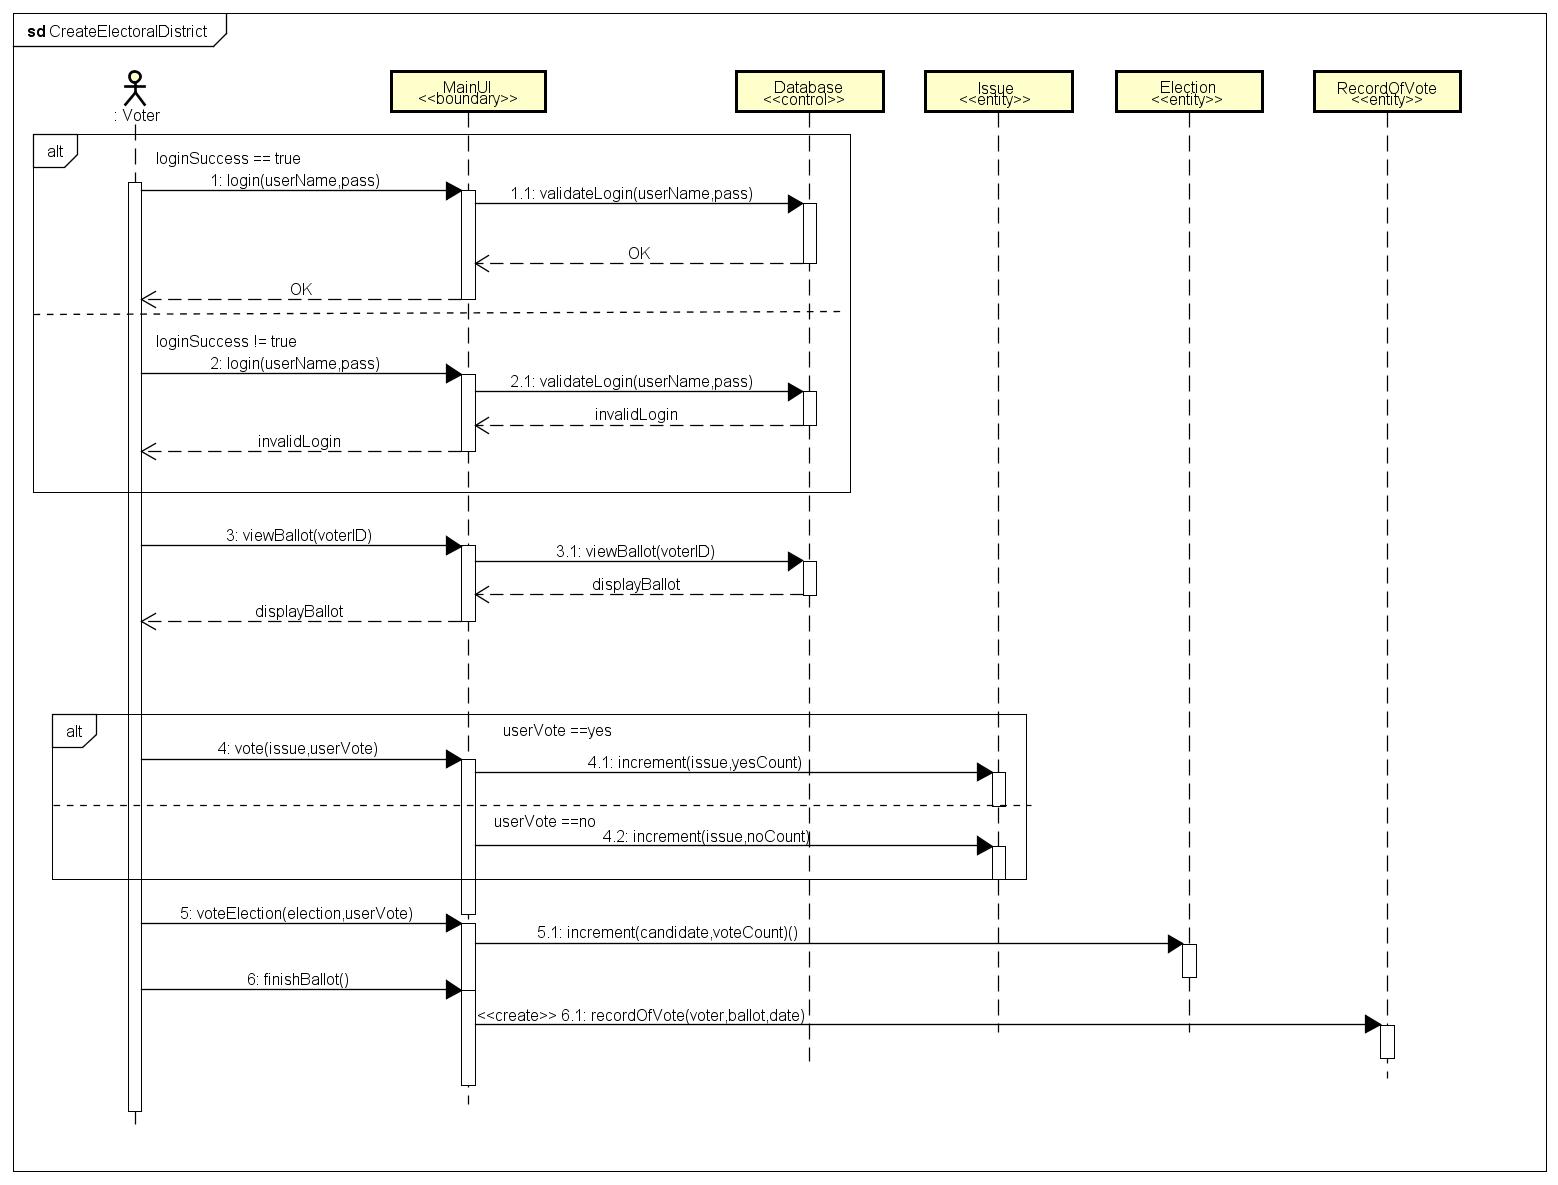 sd CreateElectoralDistrict
: Voter
MainUI
<<boundary>>
Database
<<control>>
Issue
<<entity>>
Election
<<entity>>
RecordOfVote
<<entity>>
alt
loginSuccess == true
1: login(userName,pass)
1.1: validateLogin(userName,pass)
OK
OK
loginSuccess != true
2: login(userName,pass)
2.1: validateLogin(userName,pass)
invalidLogin
invalidLogin
3: viewBallot(voterID)
3.1: viewBallot(voterID)
displayBallot
displayBallot
alt
userVote ==yes
4: vote(issue,userVote)
4.1: increment(issue,yesCount)
userVote ==no
4.2: increment(issue,noCount)
5: voteElection(election,userVote)
5.1: increment(candidate,voteCount)()
6: finishBallot()
<<create>> 6.1: recordOfVote(voter,ballot,date)